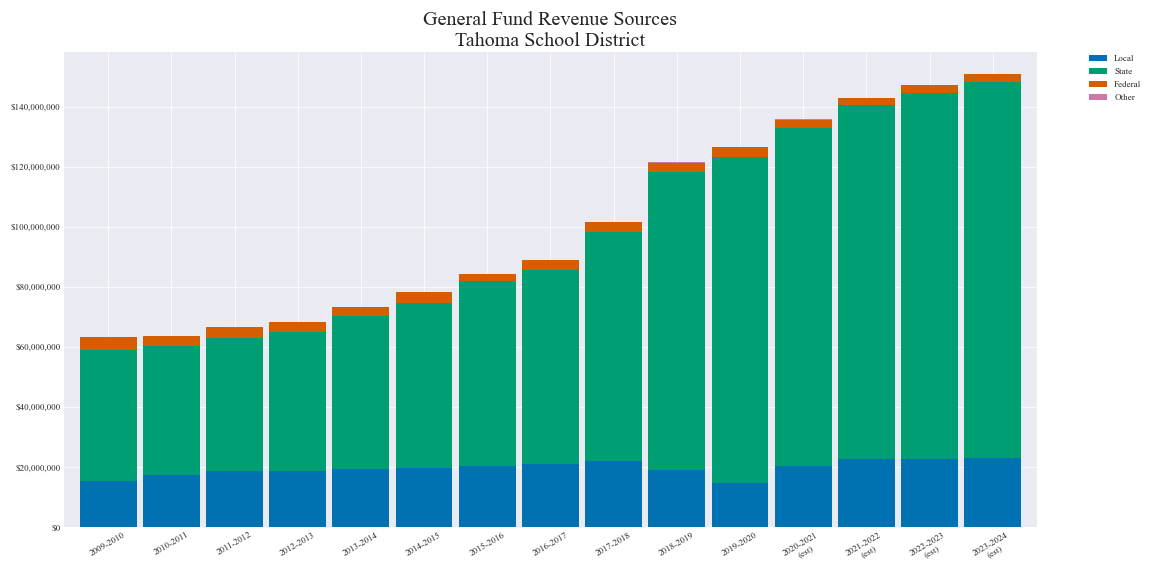 General Fund Revenue Sources
Tahoma School District
Local
State
Federal
Other
$140,000,000
$120,000,000
$100,000,000
$80,000,000
$60,000,000
$40,000,000
$20,000,000
$0
2009-2010
2010-2011
2011-2012
2012-2013
2013-2014
2014-2015
2015-2016
2016-2017
2017-2018
2018-2019
2019-2020
2020-2021
(est)
2021-2022
(est)
2022-2023
(est)
2023-2024
(est)